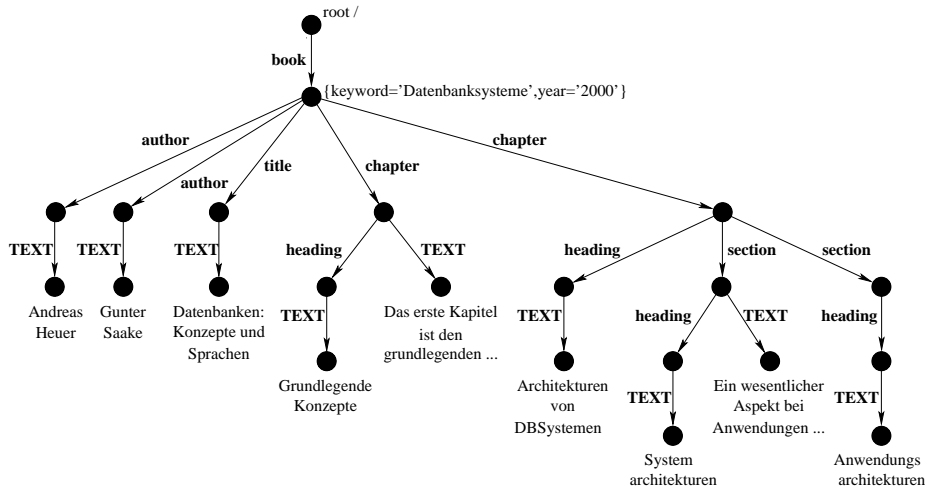 root /
book
{keyword=’Datenbanksysteme’,year=’2000’}
author
author
title
chapter
chapter
TEXT
TEXT
TEXT
heading
TEXT
heading
section
section
Andreas
Heuer
Gunter
Saake
Datenbanken:
Konzepte und
Sprachen
TEXT
Das erste Kapitel
ist den
grundlegenden ...
TEXT
heading
TEXT
heading
Grundlegende
Konzepte
Architekturen
von
DBSystemen
TEXT
Ein wesentlicher
Aspekt bei
Anwendungen ...
TEXT
System
architekturen
Anwendungs
architekturen